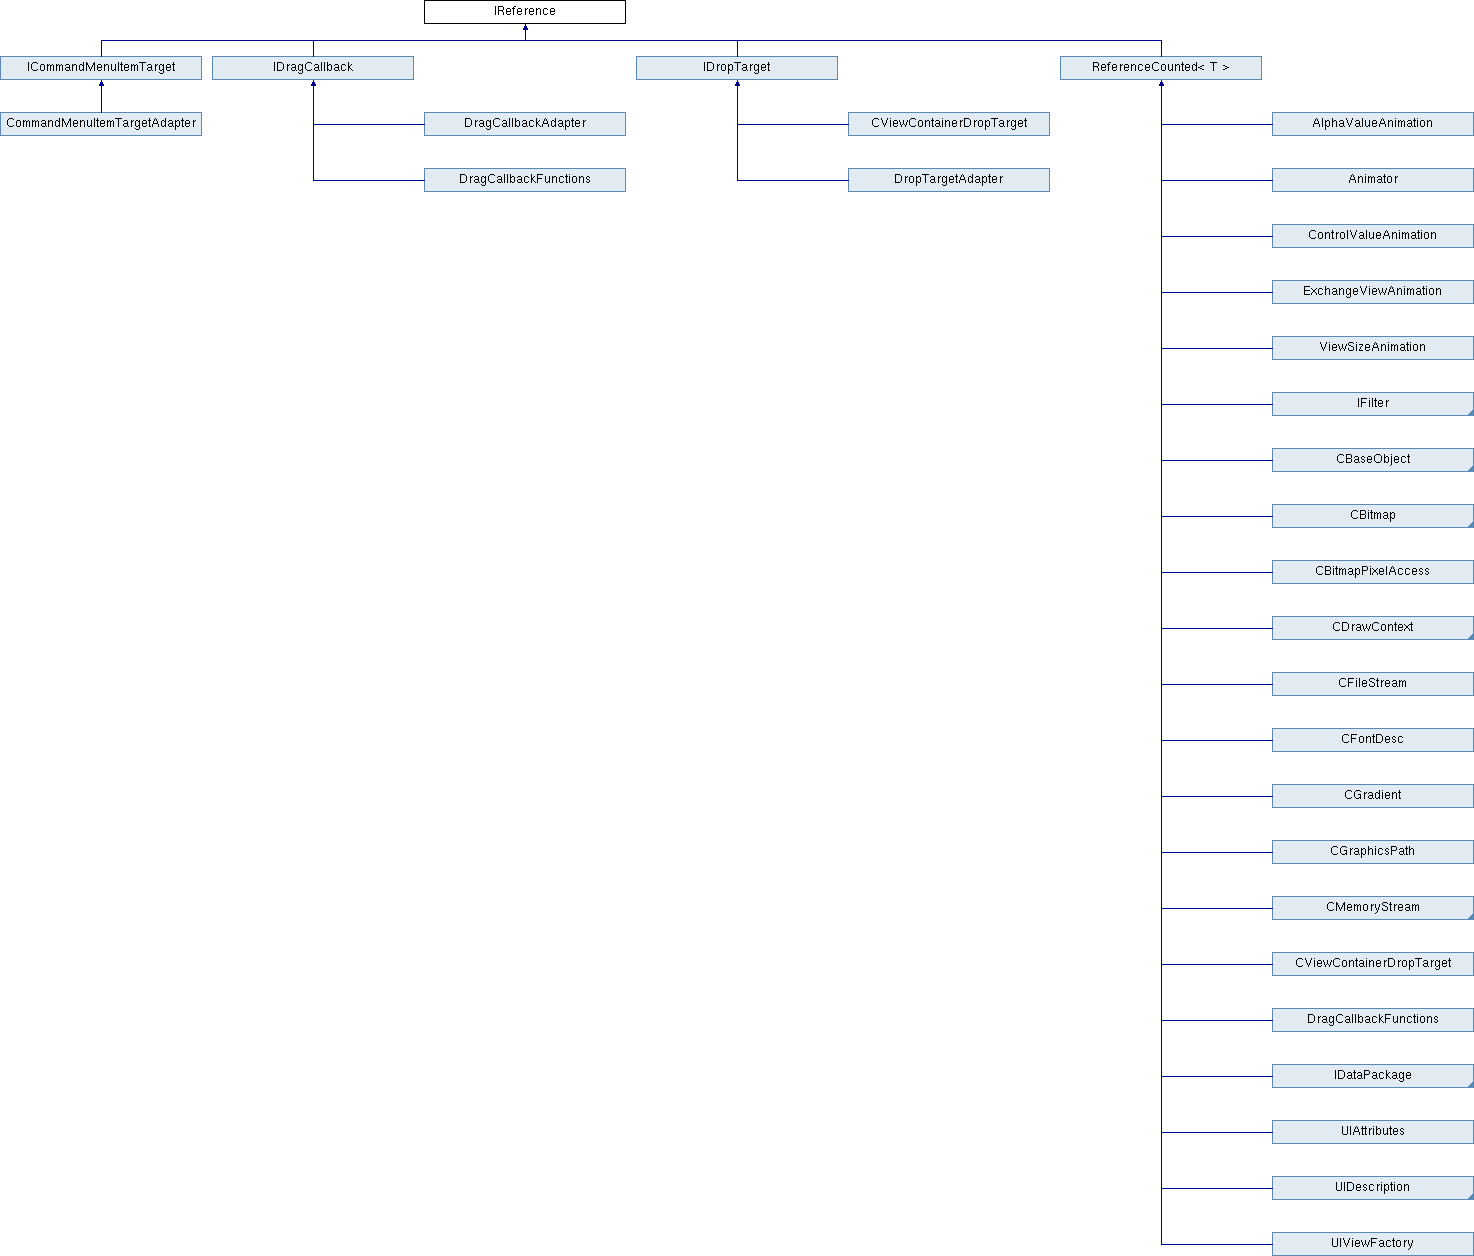 IReference
ICommandMenuItemTarget
IDragCallback
IDropTarget
ReferenceCounted< T >
CommandMenuItemTargetAdapter
DragCallbackAdapter
CViewContainerDropTarget
AlphaValueAnimation
DragCallbackFunctions
DropTargetAdapter
Animator
ControlValueAnimation
ExchangeViewAnimation
ViewSizeAnimation
IFilter
CBaseObject
CBitmap
CBitmapPixelAccess
CDrawContext
CFileStream
CFontDesc
CGradient
CGraphicsPath
CMemoryStream
CViewContainerDropTarget
DragCallbackFunctions
IDataPackage
UIAttributes
UIDescription
UIViewFactory